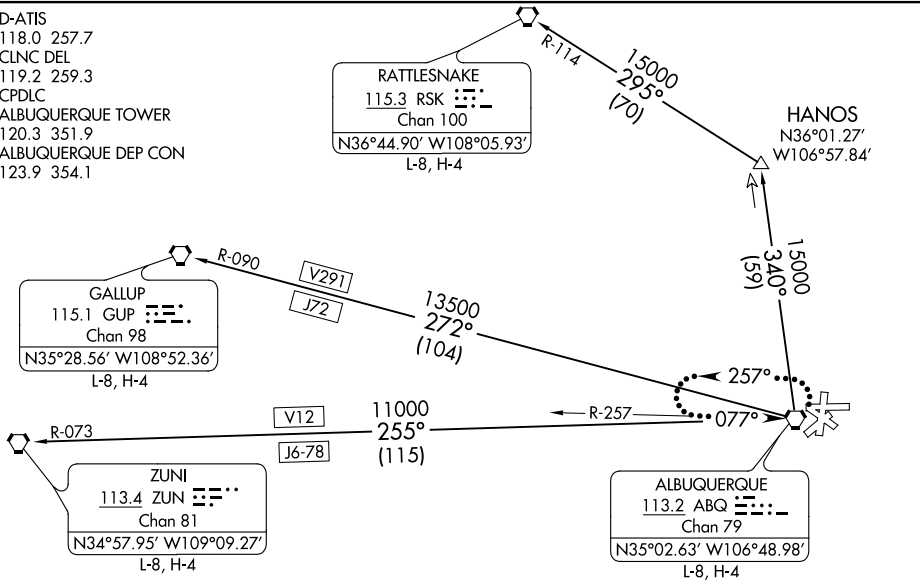 D-ATIS
118.0 257.7
CLNC DEL
119.2 259.3
CPDLC
ALBUQUERQUE TOWER
120.3 351.9
ALBUQUERQUE DEP CON
123.9 354.1
RATTLESNAKE
115.3 RSK
Chan 100
N36°44.90' W108°05.93'
L-8, H-4
R-114
15000
295°
(70)
HANOS
N36°01.27'
W106°57.84'
15000
340°
(59)
GALLUP
115.1 GUP
Chan 98
N35°28.56' W108°52.36'
L-8, H-4
R-090
V291
J72
13500
272°
(104)
257°
077°
R-257
R-073
V12
J6-78
11000
255°
(115)
ZUNI
113.4 ZUN
Chan 81
N34°57.95' W109°09.27'
L-8, H-4
ALBUQUERQUE
113.2 ABQ
Chan 79
N35°02.63' W106°48.98'
L-8, H-4